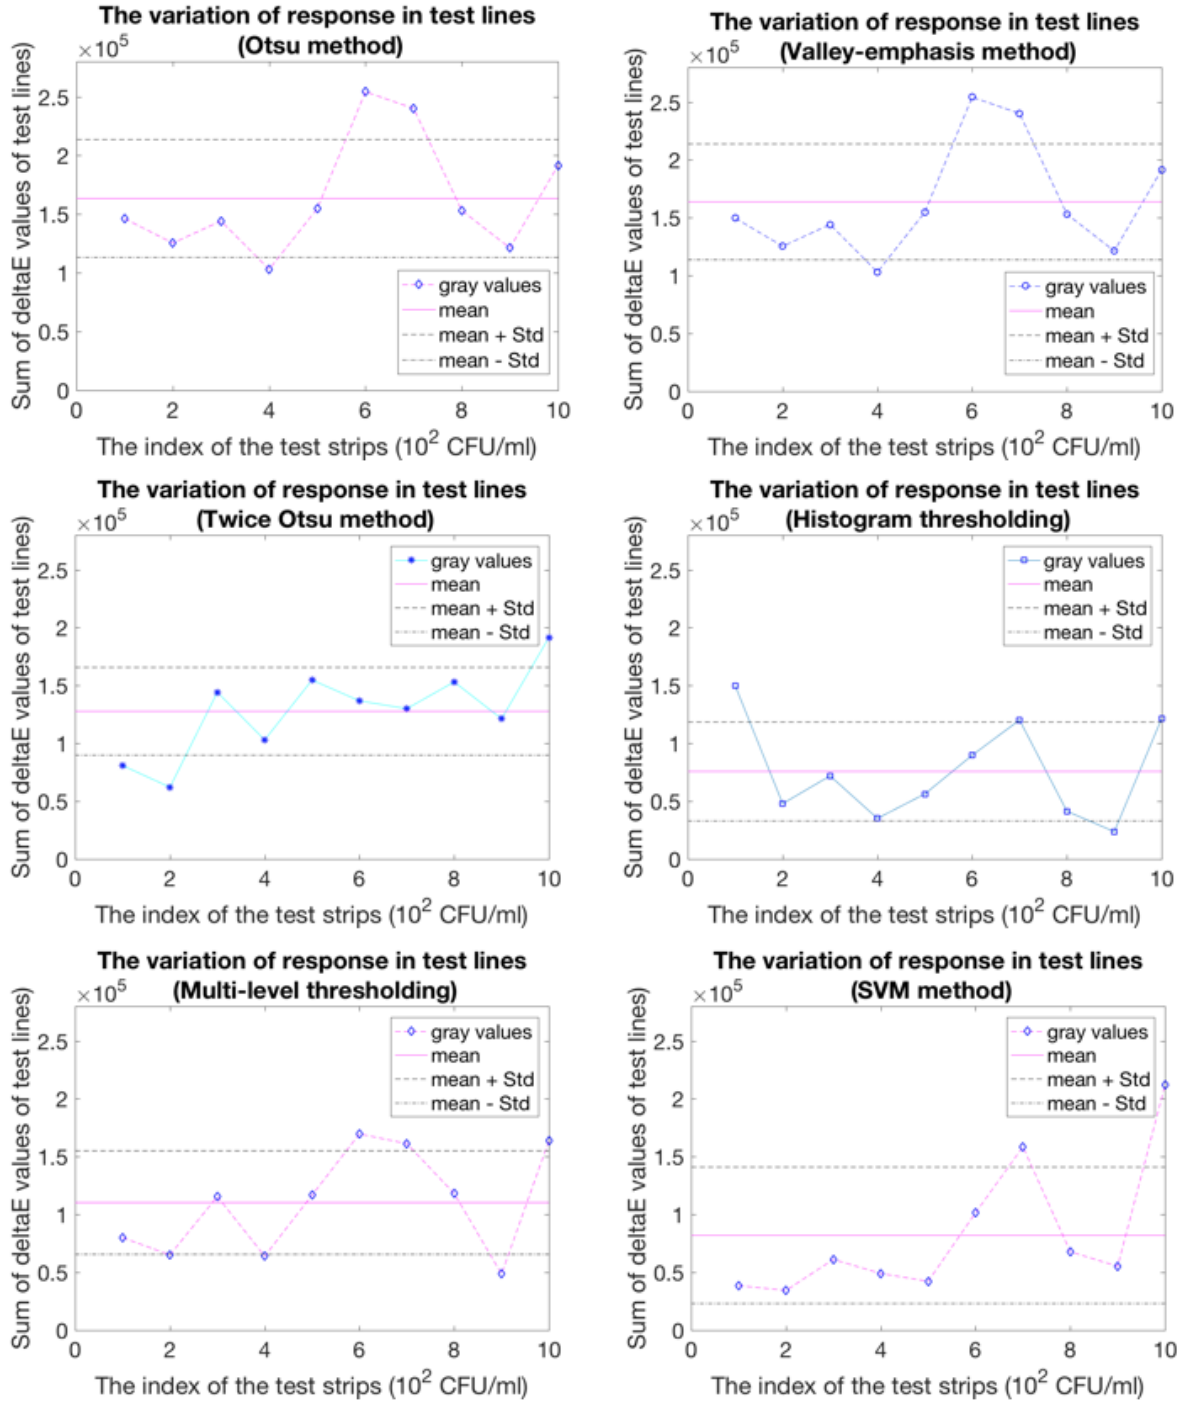 The variation of response in test lines
(Otsu method)
×10^5
Sum of deltaE values of test lines)
2.5
2
1.5
1
0.5
0
0 2 4 6 8 10
gray values
mean
mean + Std
mean - Std
The index of the test strips (10^2 CFU/ml)
The variation of response in test lines
(Valley-emphasis method)
×10^5
Sum of deltaE values of test lines)
2.5
2
1.5
1
0.5
0
0 2 4 6 8 10
gray values
mean
mean + Std
mean - Std
The index of the test strips (10^2 CFU/ml)
The variation of response in test lines
(Twice Otsu method)
×10^5
Sum of deltaE values of test lines)
2.5
2
1.5
1
0.5
0
0 2 4 6 8 10
gray values
mean
mean + Std
mean - Std
The index of the test strips (10^2 CFU/ml)
The variation of response in test lines
(Histogram thresholding)
×10^5
Sum of deltaE values of test lines)
2.5
2
1.5
1
0.5
0
0 2 4 6 8 10
gray values
mean
mean + Std
mean - Std
The index of the test strips (10^2 CFU/ml)
The variation of response in test lines
(Multi-level thresholding)
×10^5
Sum of deltaE values of test lines)
2.5
2
1.5
1
0.5
0
0 2 4 6 8 10
gray values
mean
mean + Std
mean - Std
The index of the test strips (10^2 CFU/ml)
The variation of response in test lines
(SVM method)
×10^5
Sum of deltaE values of test lines)
2.5
2
1.5
1
0.5
0
0 2 4 6 8 10
gray values
mean
mean + Std
mean - Std
The index of the test strips (10^2 CFU/ml)